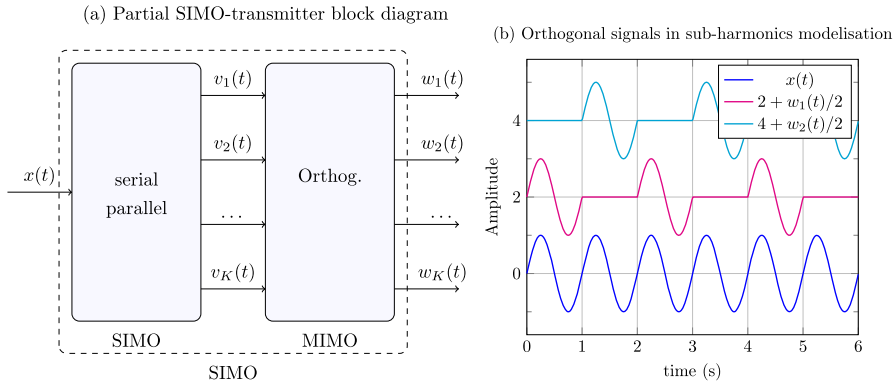 (a) Partial SIMO-transmitter block diagram
x(t)
serial
parallel
SIMO
v₁(t)
v₂(t)
...
v_K(t)
Orthog.
MIMO
w₁(t)
w₂(t)
...
w_K(t)
SIMO
(b) Orthogonal signals in sub-harmonics modelisation
x(t)
2 + w₁(t)/2
4 + w₂(t)/2
Amplitude
4
2
0
0 1 2 3 4 5 6
time (s)